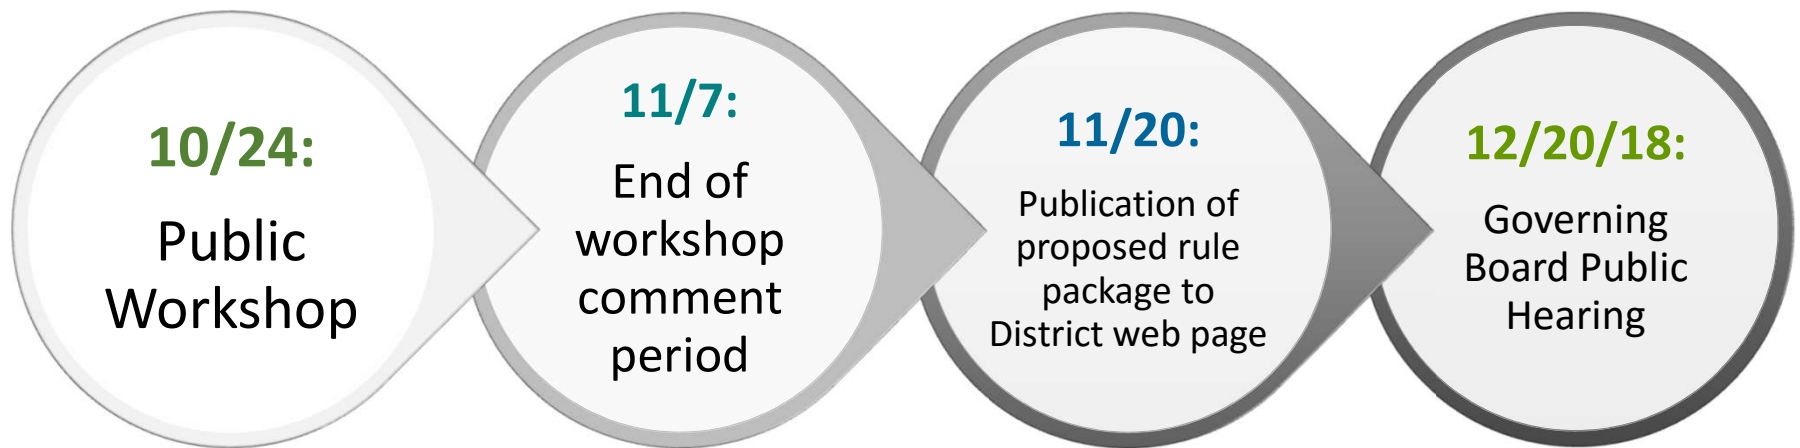 10/24:
Public
Workshop
11/7:
End of
workshop
comment
period
11/20:
Publication of
proposed rule
package to
District web page
12/20/18:
Governing
Board Public
Hearing